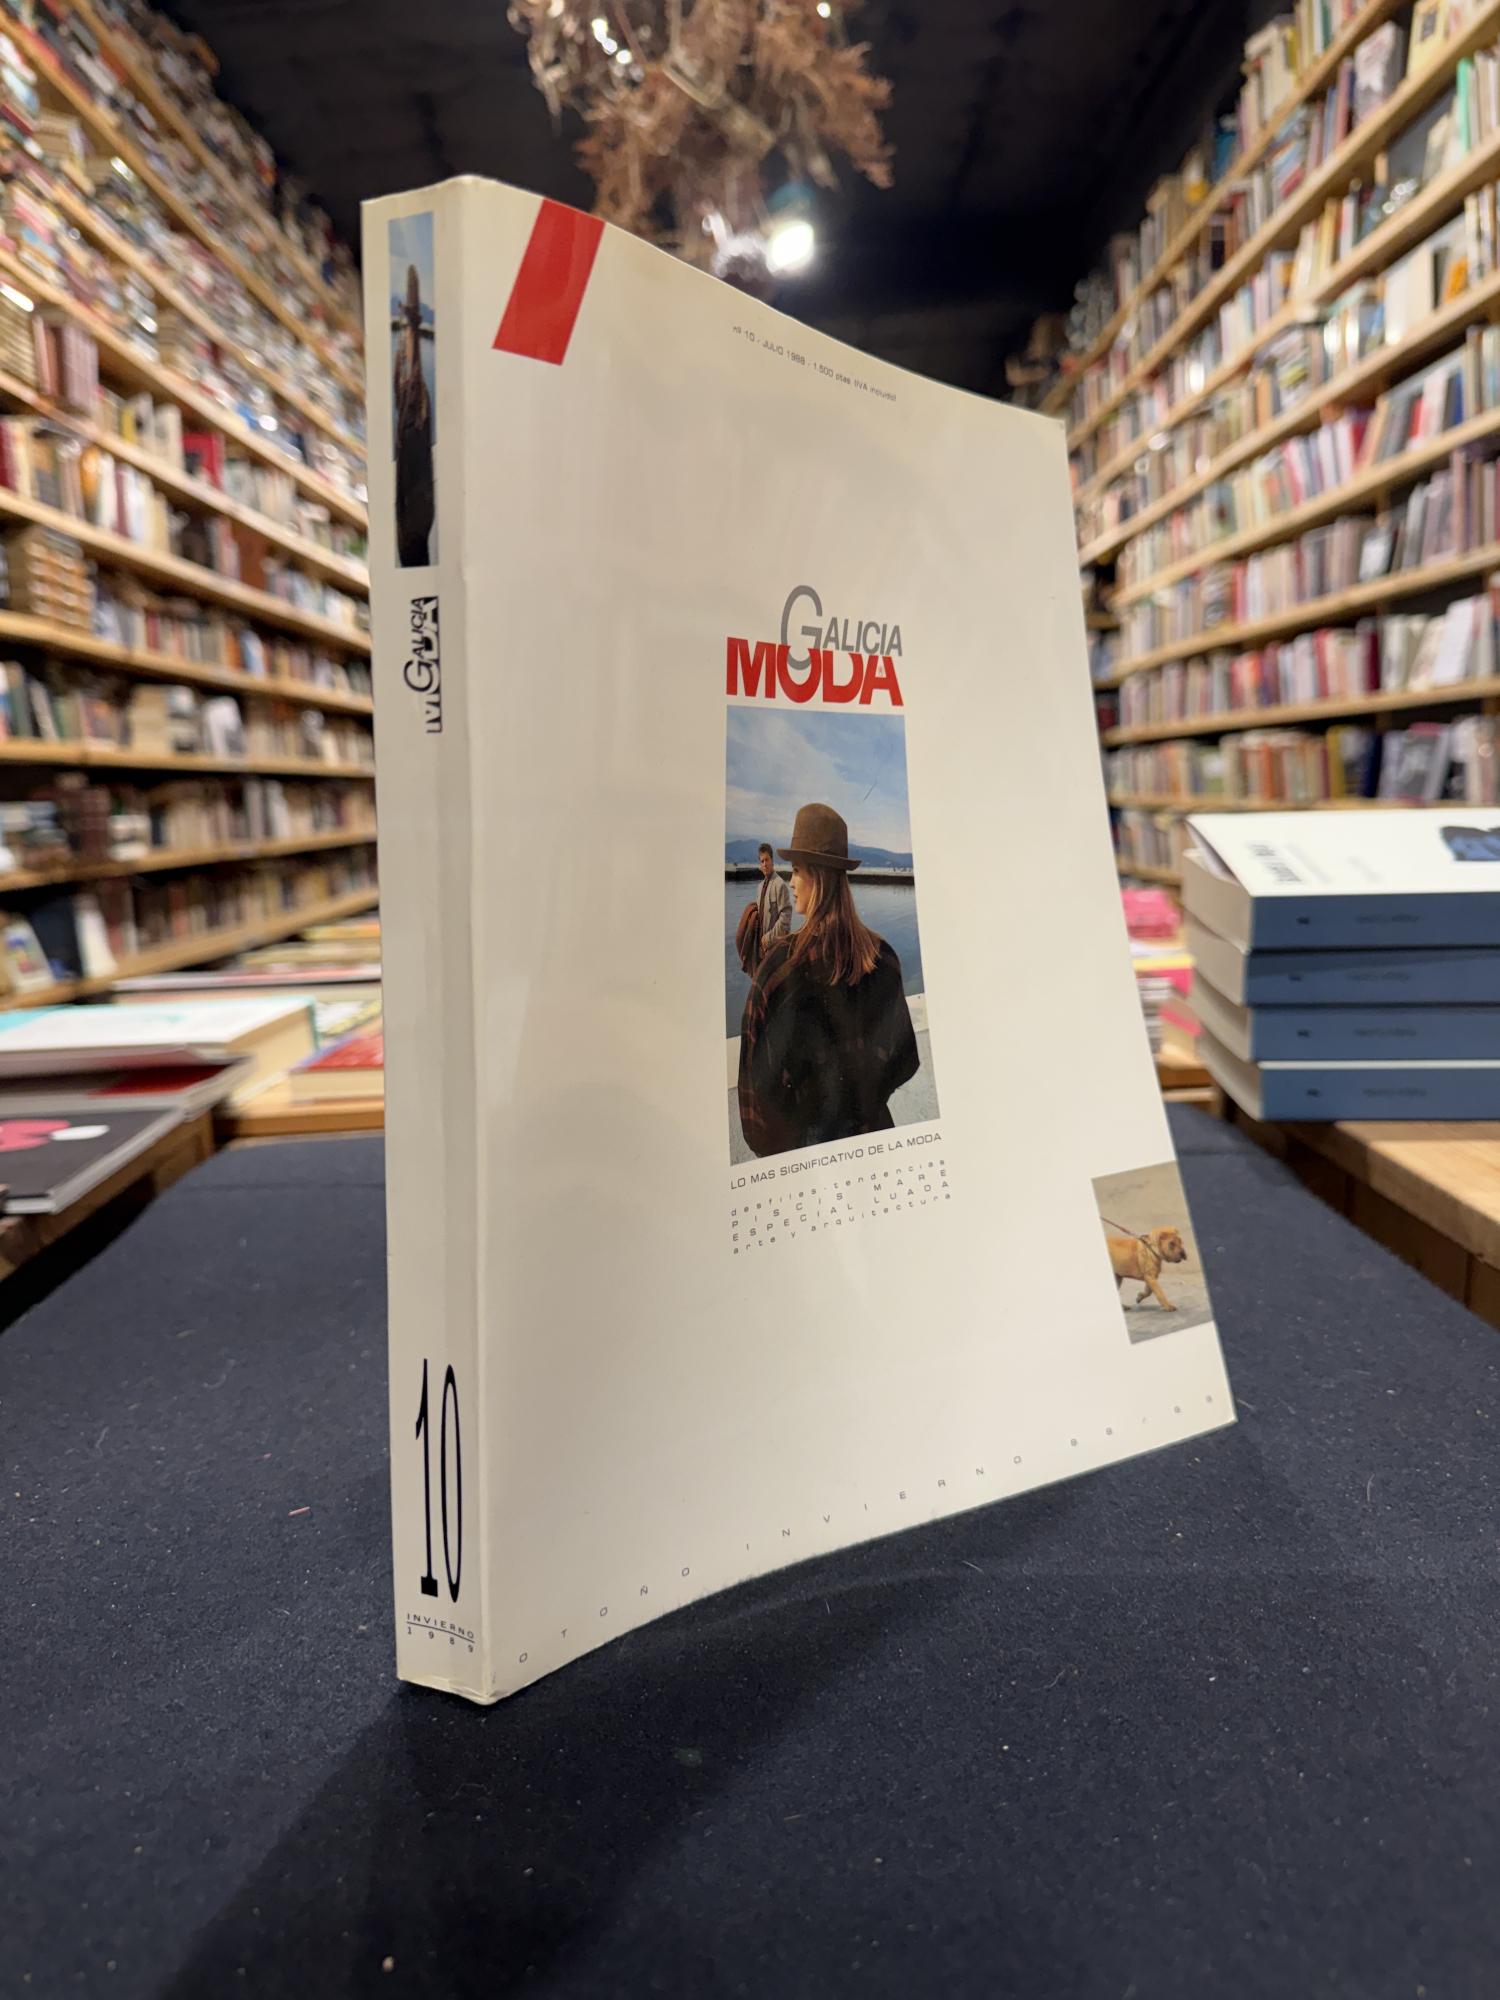 GALICIA
MODA
10
INVIERNO
1989
nº 10 - JULIO 1988 - 1.500 ptas. (IVA incluido)
GALICIA
MODA
LO MAS SIGNIFICATIVO DE LA MODA
desfiles-tendencias
PISCIS MARE
ESPECIAL LUADA
arte y arquitectura
OTOÑO INVIERNO 88/89